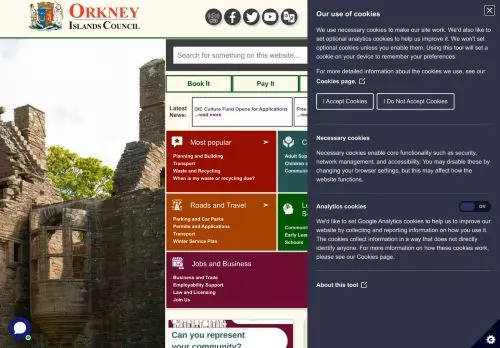 ORKNEY
ISLANDS COUNCIL
Search for something on this website...
Book It
Pay It
Latest
News:
OIC Culture Fund Opens for Applications
...read more
Free
...rea
Most popular
Planning and Building
Transport
Waste and Recycling
When is my waste or recycling due?
Adult Sup
Children
Communit
Roads and Travel
Parking and Car Parks
Permits and Applications
Transport
Winter Service Plan
Le
Se
Communit
Early Lear
Schools
Jobs and Business
Business and Trade
Employability Support
Law and Licensing
Join Us
Can you represent
your community?
Our use of cookies
We use necessary cookies to make our site work. We'd also like to
set optional analytics cookies to help us to improve it. We won't set
optional cookies unless you enable them. Using this tool will set a
cookie on your device to remember your preferences.
For more detailed information about the cookies we use, see our
Cookies page.
I Accept Cookies
I Do Not Accept Cookies
Necessary cookies
Necessary cookies enable core functionality such as security,
network management, and accessibility. You may disable these by
changing your browser settings, but this may affect how the
website functions.
Analytics cookies
Off
We'd like to set Google Analytics cookies to help us to improve our
website by collecting and reporting information on how you use it.
The cookies collect information in a way that does not directly
identify anyone. For more information on how these cookies work,
please see our Cookies page.
About this tool